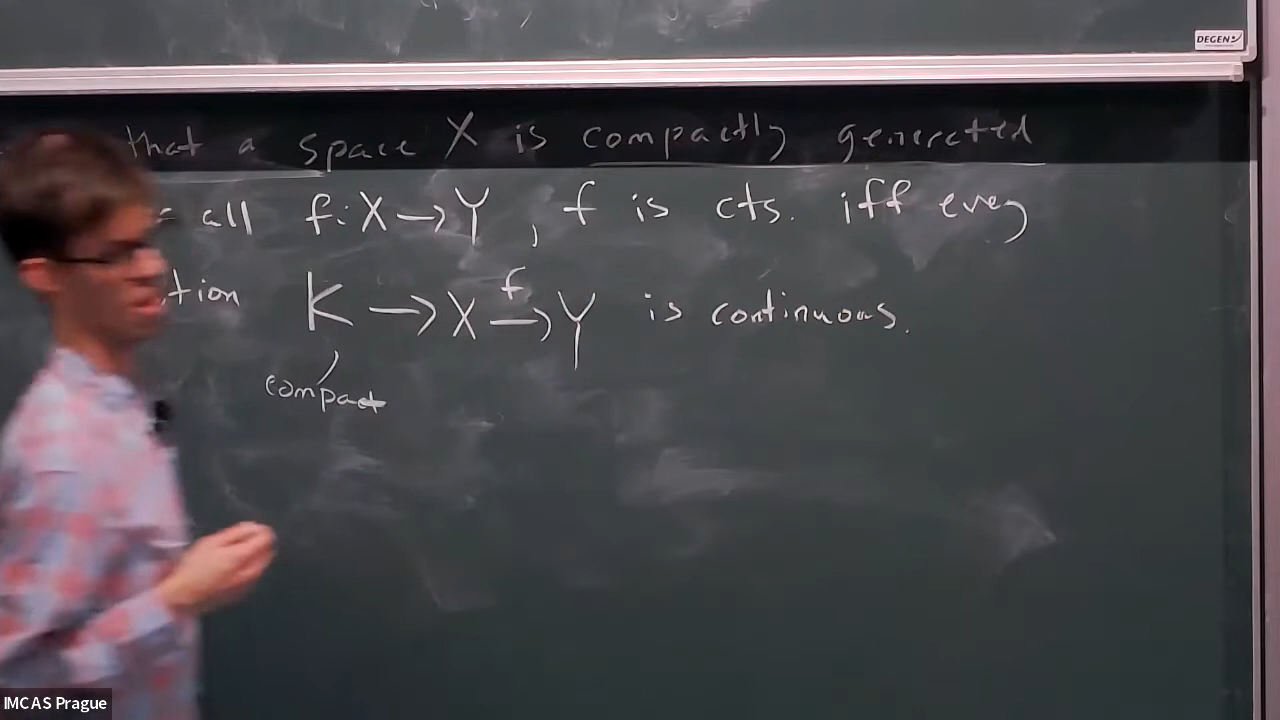 DEGEN
that a space X is compactly generated
all f: X → Y, f is cts. iff every
tion K → X →f Y is continuous.
compact
IMCAS Prague